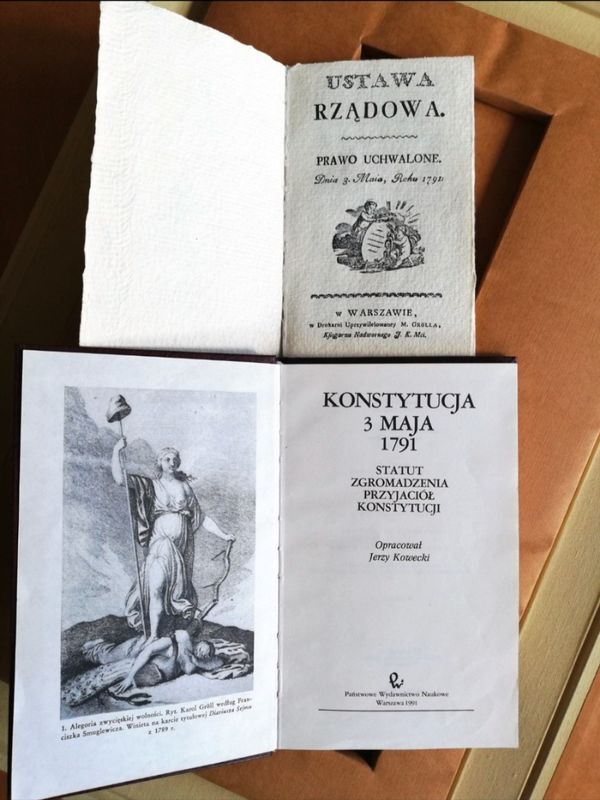 USTAWA
RZĄDOWA.
PRAWO UCHWALONE.
Dnia 3. Maia, Roku 1791
w WARSZAWIE,
w Drukarni Uprzywileiowaney M. GRÖLLA,
Księgarza Nadwornego J. K. Mci.
KONSTYTUCJA
3 MAJA
1791
STATUT
ZGROMADZENIA
PRZYJACIÓŁ
KONSTYTUCJI
Opracował
Jerzy Kowecki
Państwowe Wydawnictwo Naukowe
Warszawa 1991
1. Alegoria zwycięskiej wolności. Ryz. Karol Gröll według Fran-
ciszka Smuglewicza. Winieta na karcie tytułowej Diariusza Sejmu
z 1789 r.